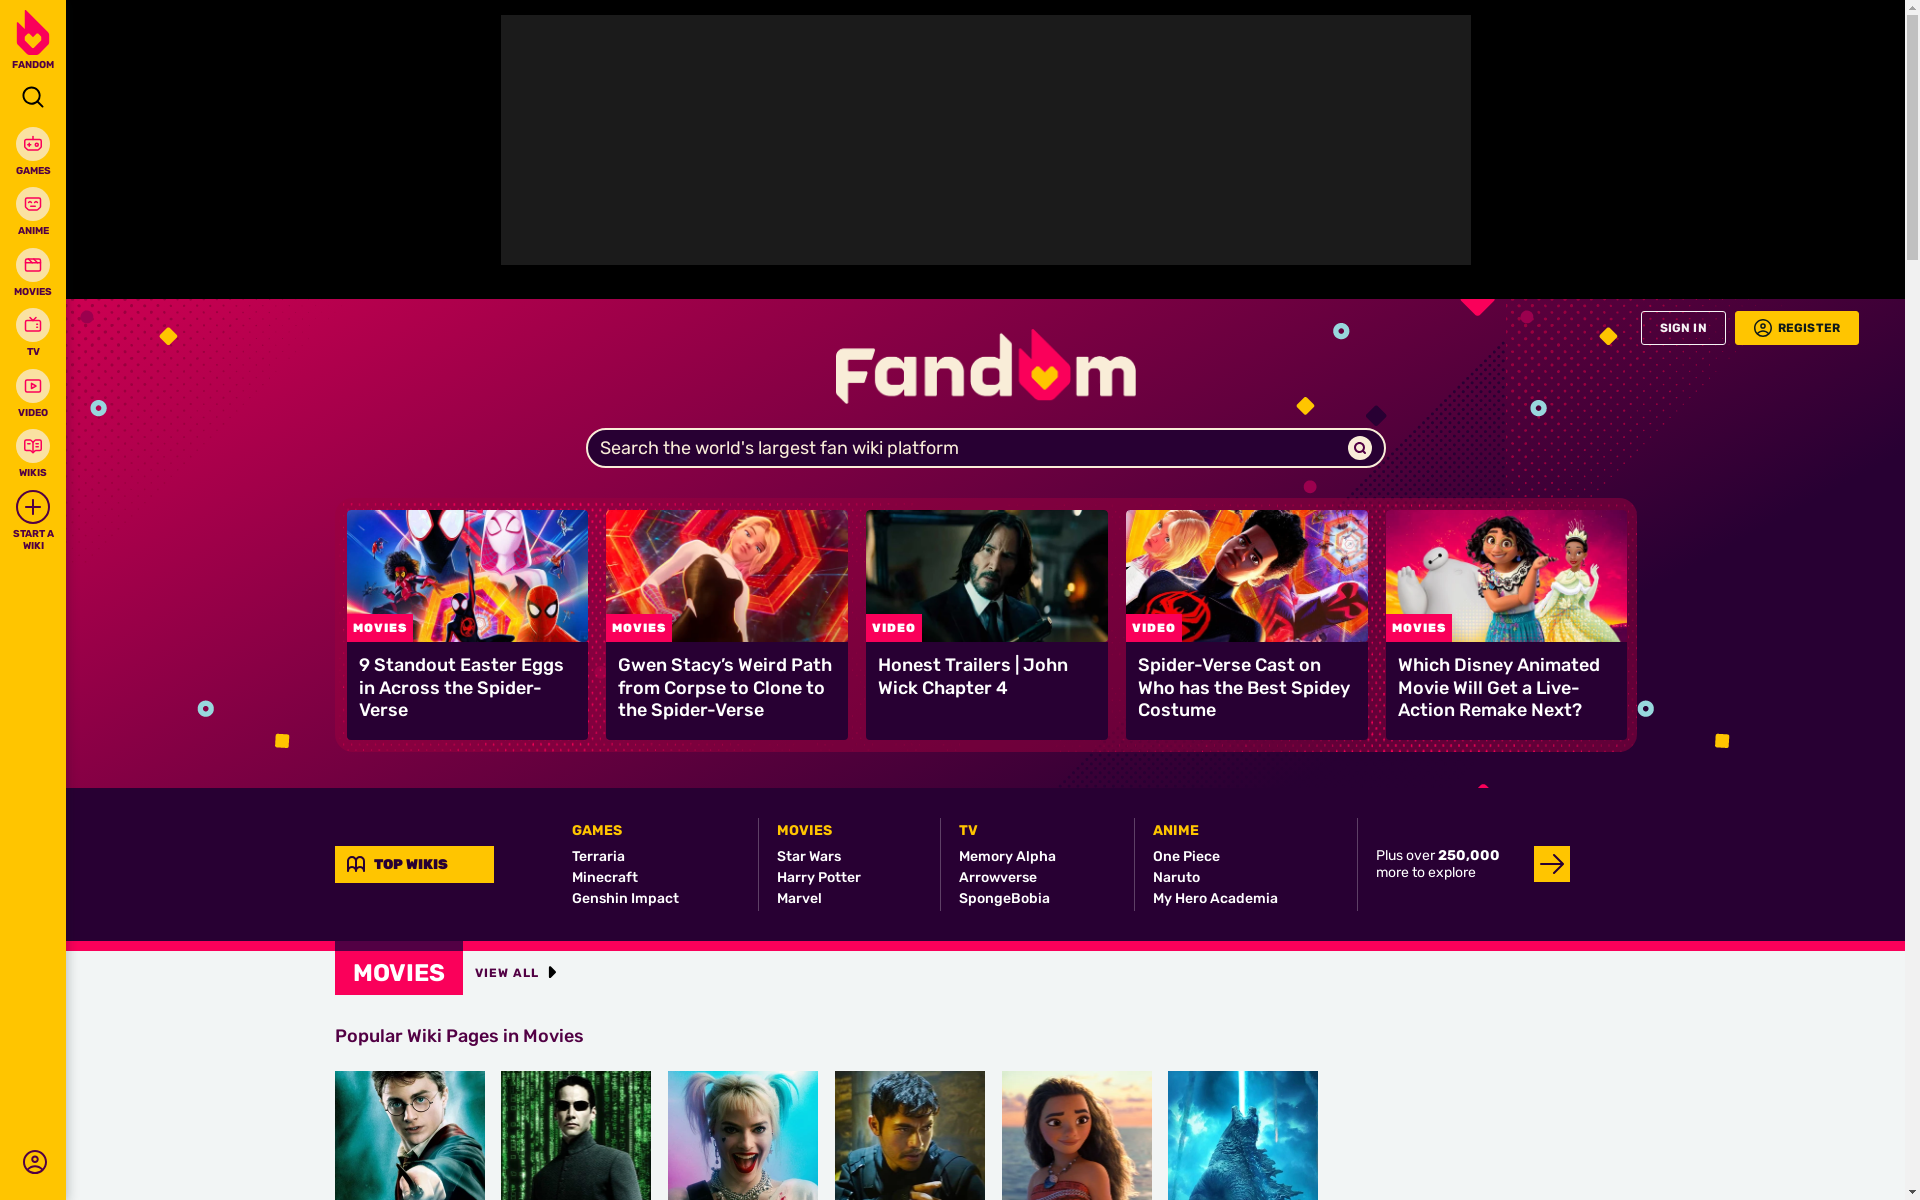 FANDOM
GAMES
ANIME
MOVIES
TV
VIDEO
WIKIS
START A
WIKI
SIGN IN
REGISTER
Fandom
Search the world's largest fan wiki platform
MOVIES
9 Standout Easter Eggs
in Across the Spider-
Verse
MOVIES
Gwen Stacy’s Weird Path
from Corpse to Clone to
the Spider-Verse
VIDEO
Honest Trailers | John
Wick Chapter 4
VIDEO
Spider-Verse Cast on
Who has the Best Spidey
Costume
MOVIES
Which Disney Animated
Movie Will Get a Live-
Action Remake Next?
TOP WIKIS
GAMES
Terraria
Minecraft
Genshin Impact
MOVIES
Star Wars
Harry Potter
Marvel
TV
Memory Alpha
Arrowverse
SpongeBobia
ANIME
One Piece
Naruto
My Hero Academia
Plus over 250,000
more to explore
MOVIES
VIEW ALL
Popular Wiki Pages in Movies